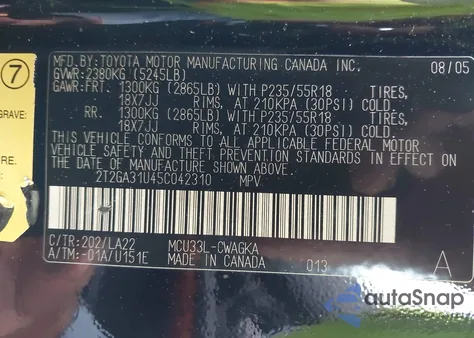 MFD.BY:TOYOTA MOTOR MANUFACTURING CANADA INC. 08/05
GVWR:2380KG (5245LB)
GAWR:FRT. 1300KG (2865LB) WITH P235/55R18 TIRES,
18X7JJ RIMS, AT 210KPA (30PSI) COLD.
RR. 1300KG (2865LB) WITH P235/55R18 TIRES,
18X7JJ RIMS, AT 210KPA (30PSI) COLD.
THIS VEHICLE CONFORMS TO ALL APPLICABLE FEDERAL MOTOR
VEHICLE SAFETY AND THEFT PREVENTION STANDARDS IN EFFECT ON
THE DATE OF MANUFACTURE SHOWN ABOVE.
2T2GA31U45C042310 MPV
C/TR:202/LA22 MCU33L-CWAGKA
A/TM:-01A/U151E MADE IN CANADA 013 A
7
GRAVE:
autoSnap